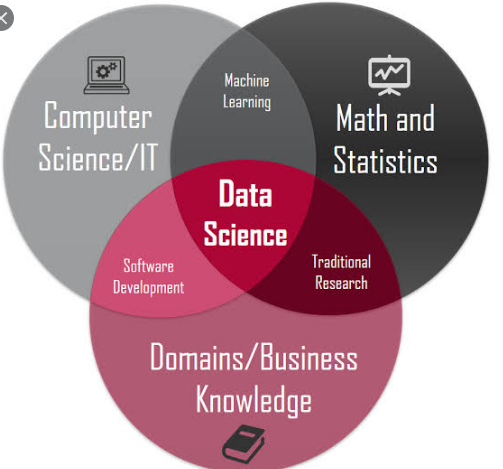 Machine
Learning
Computer
Science/IT
Math and
Statistics
Data
Science
Software
Development
Traditional
Research
Domains/Business
Knowledge